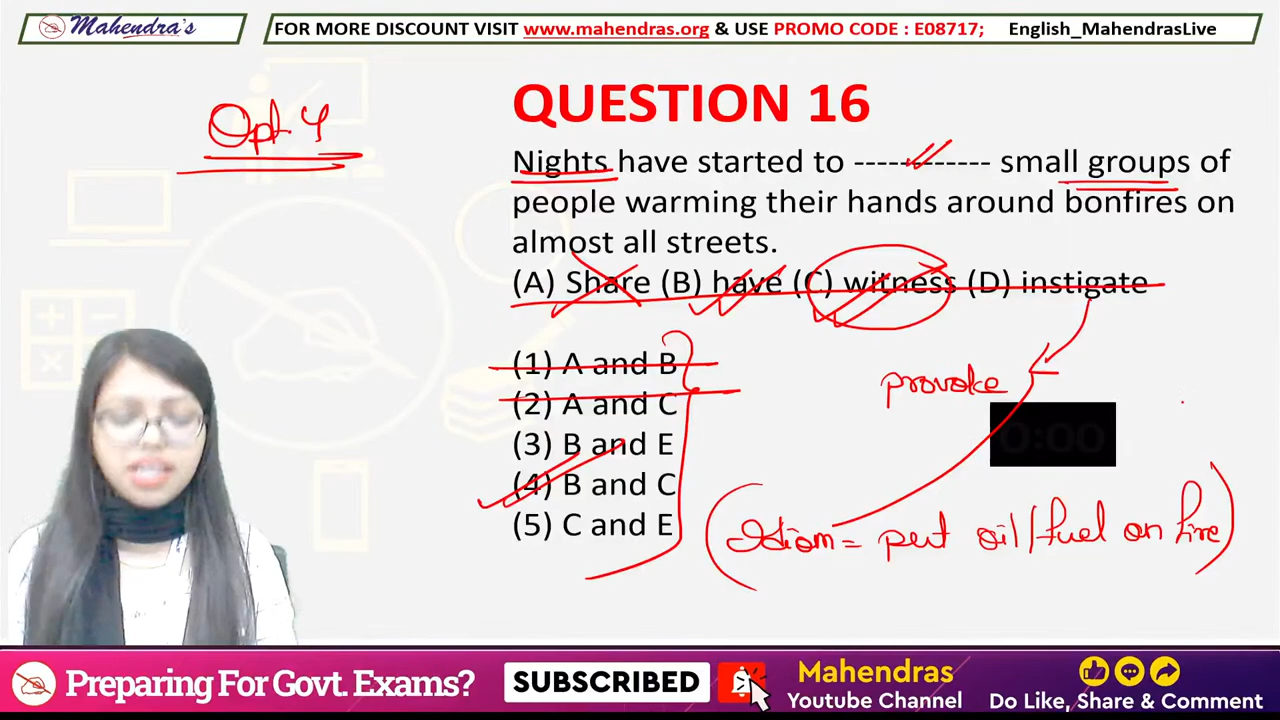 Mahendra's
FOR MORE DISCOUNT VISIT www.mahendras.org & USE PROMO CODE : E08717; English_MahendrasLive
Opt. 4
QUESTION 16
Nights have started to ------------- small groups of
people warming their hands around bonfires on
almost all streets.
(A) Share (B) have (C) witness (D) instigate
(1) A and B
(2) A and C
(3) B and E
(4) B and C
(5) C and E
provoke
0:00
Idiom = put oil/fuel on fire
Preparing For Govt. Exams?
SUBSCRIBED
Mahendras
Youtube Channel
Do Like, Share & Comment